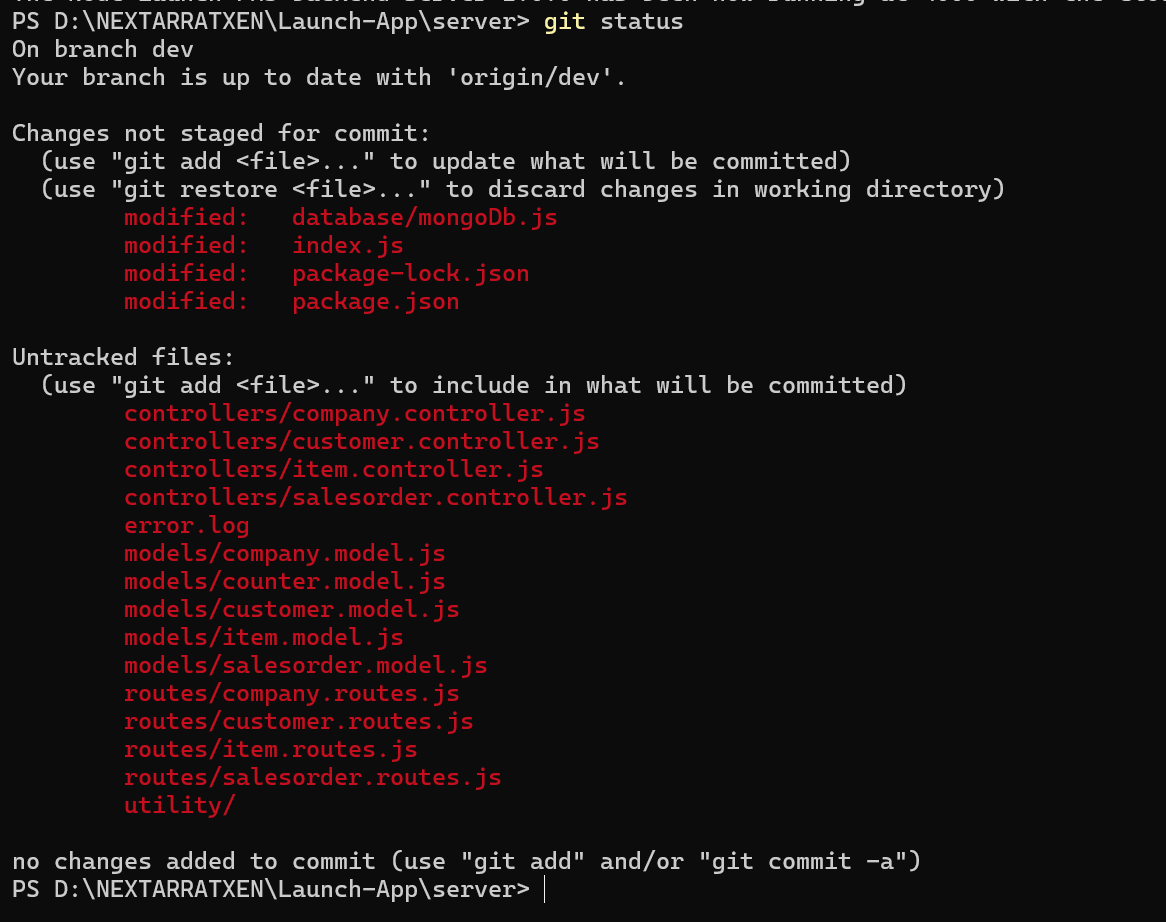 PS D:\NEXTARRATXEN\Launch-App\server> git status
On branch dev
Your branch is up to date with 'origin/dev'.
Changes not staged for commit:
  (use "git add <file>..." to update what will be committed)
  (use "git restore <file>..." to discard changes in working directory)
        modified:   database/mongoDb.js
        modified:   index.js
        modified:   package-lock.json
        modified:   package.json
Untracked files:
  (use "git add <file>..." to include in what will be committed)
        controllers/company.controller.js
        controllers/customer.controller.js
        controllers/item.controller.js
        controllers/salesorder.controller.js
        error.log
        models/company.model.js
        models/counter.model.js
        models/customer.model.js
        models/item.model.js
        models/salesorder.model.js
        routes/company.routes.js
        routes/customer.routes.js
        routes/item.routes.js
        routes/salesorder.routes.js
        utility/
no changes added to commit (use "git add" and/or "git commit -a")
PS D:\NEXTARRATXEN\Launch-App\server>